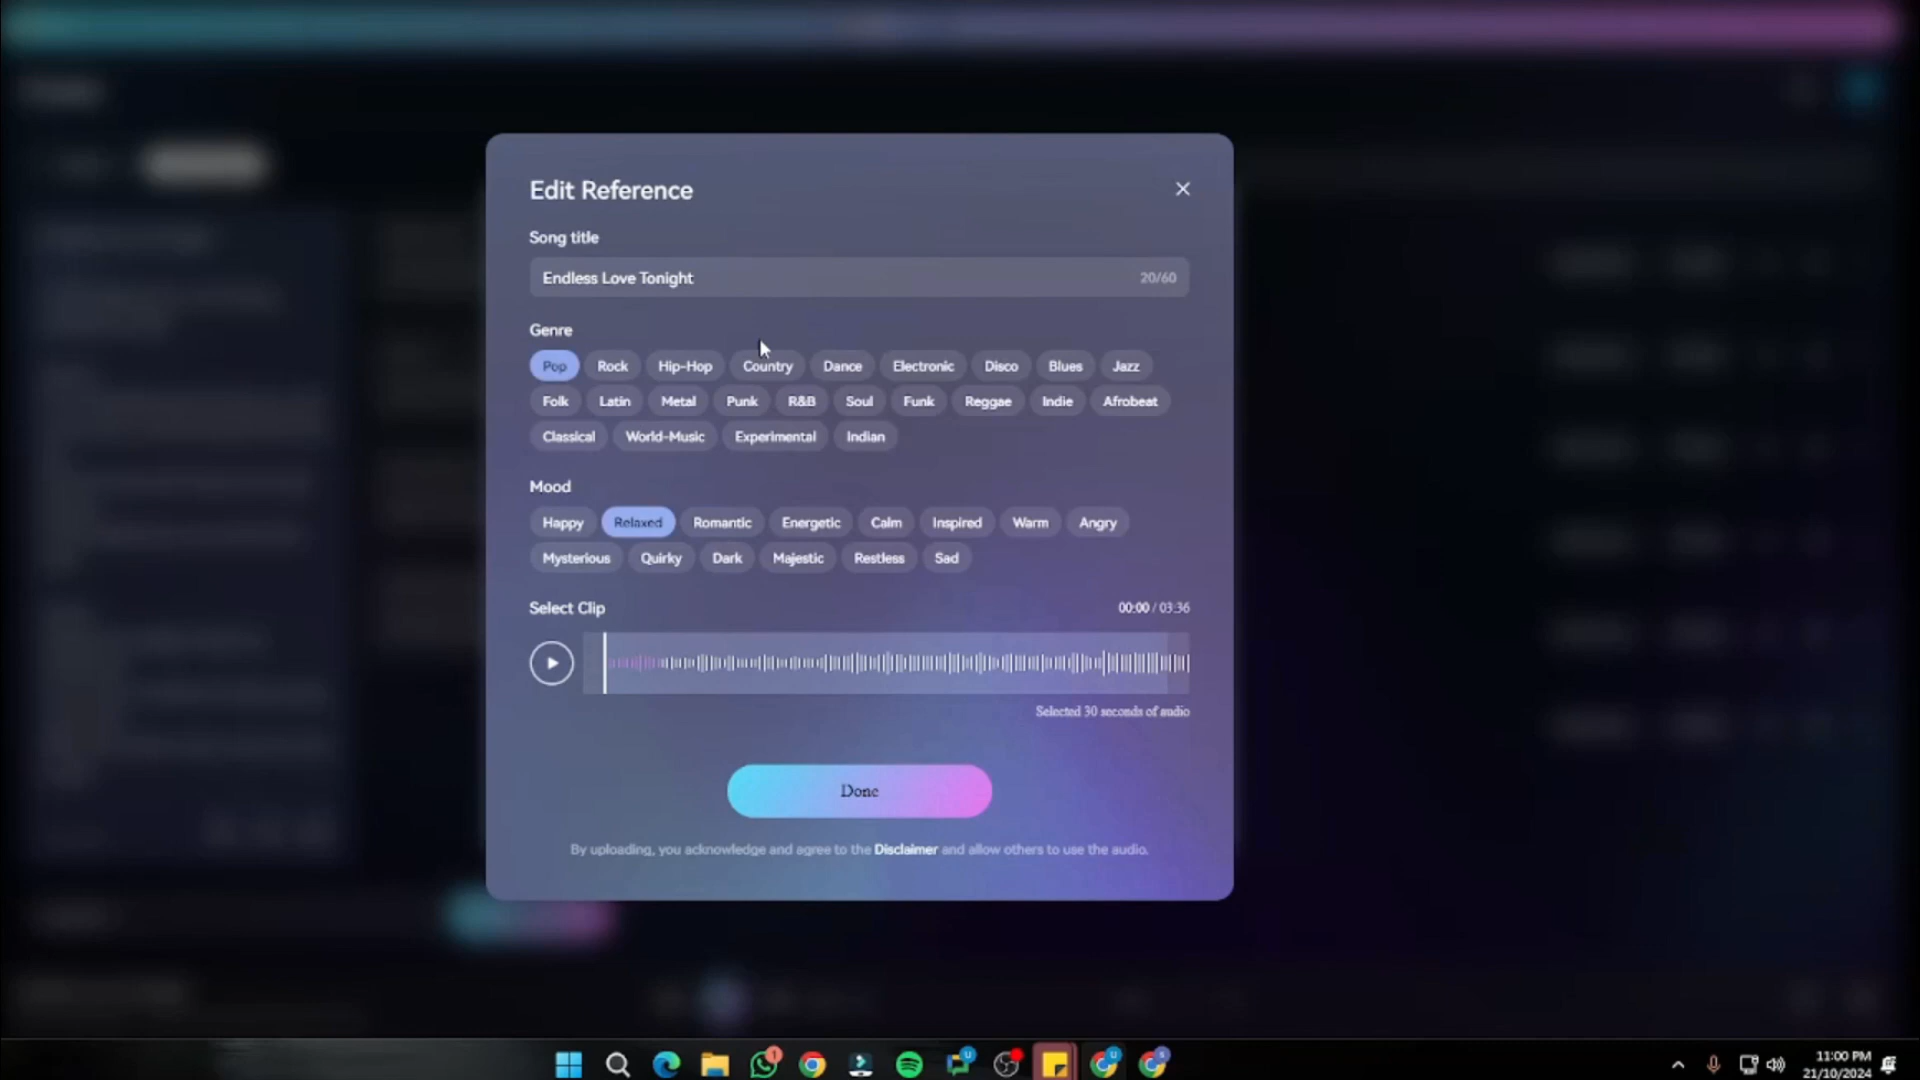 Edit Reference
Song title
Endless Love Tonight 20/60
Genre
Pop Rock Hip-Hop Country Dance Electronic Disco Blues Jazz
Folk Latin Metal Punk R&B Soul Funk Reggae Indie Afrobeat
Classical World-Music Experimental Indian
Mood
Happy Relaxed Romantic Energetic Calm Inspired Warm Angry
Mysterious Quirky Dark Majestic Restless Sad
Select Clip 00:00 / 03:36
Selected 30 seconds of audio
Done
By uploading, you acknowledge and agree to the Disclaimer and allow others to use the audio.
11:00 PM
21/10/2024